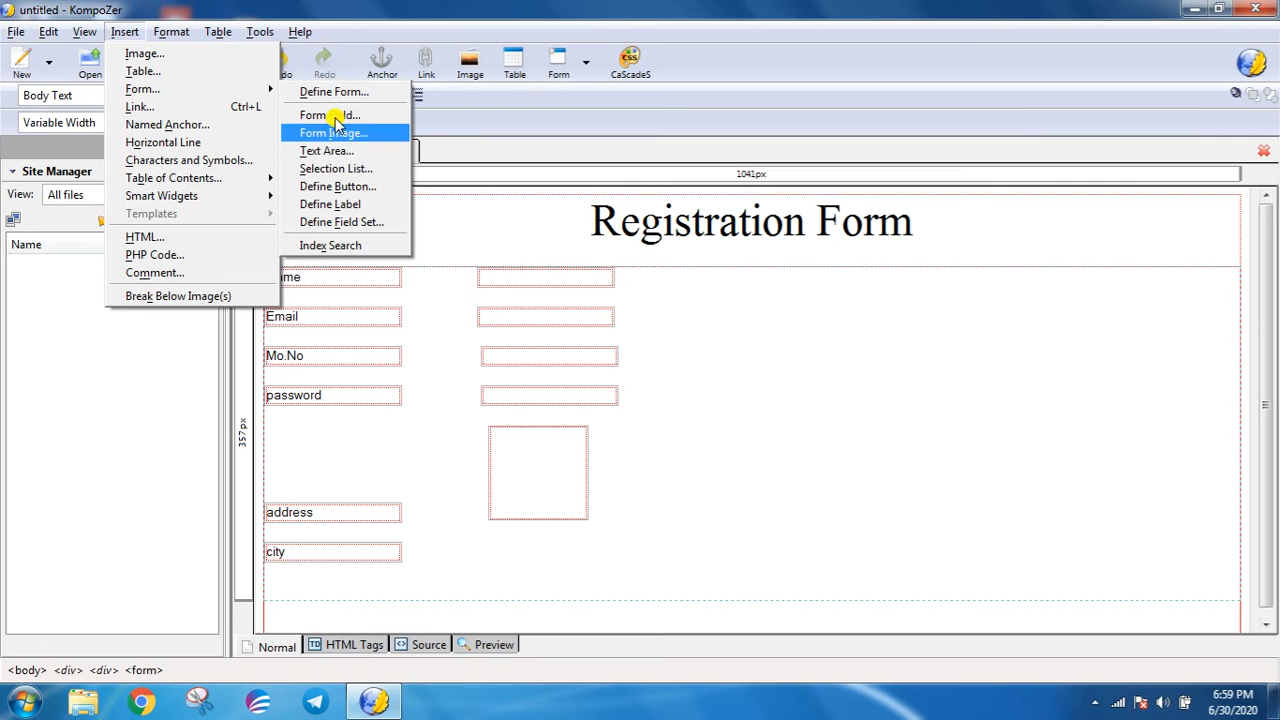 untitled - KompoZer
File Edit View Insert Format Table Tools Help
New Open Redo Anchor Link Image Table Form CaScadeS
Body Text
Variable Width
Image...
Table...
Form...
Link... Ctrl+L
Named Anchor...
Horizontal Line
Characters and Symbols...
Table of Contents...
Smart Widgets
Templates
HTML...
PHP Code...
Comment...
Break Below Image(s)
Define Form...
Form Image...
Text Area...
Selection List...
Define Button...
Define Label
Define Field Set...
Index Search
Site Manager
View: All files
Name
1041px
357 px
Registration Form
Email
Mo.No
password
address
city
Normal HTML Tags Source Preview
<body> <div> <div> <form>
6:59 PM
6/30/2020